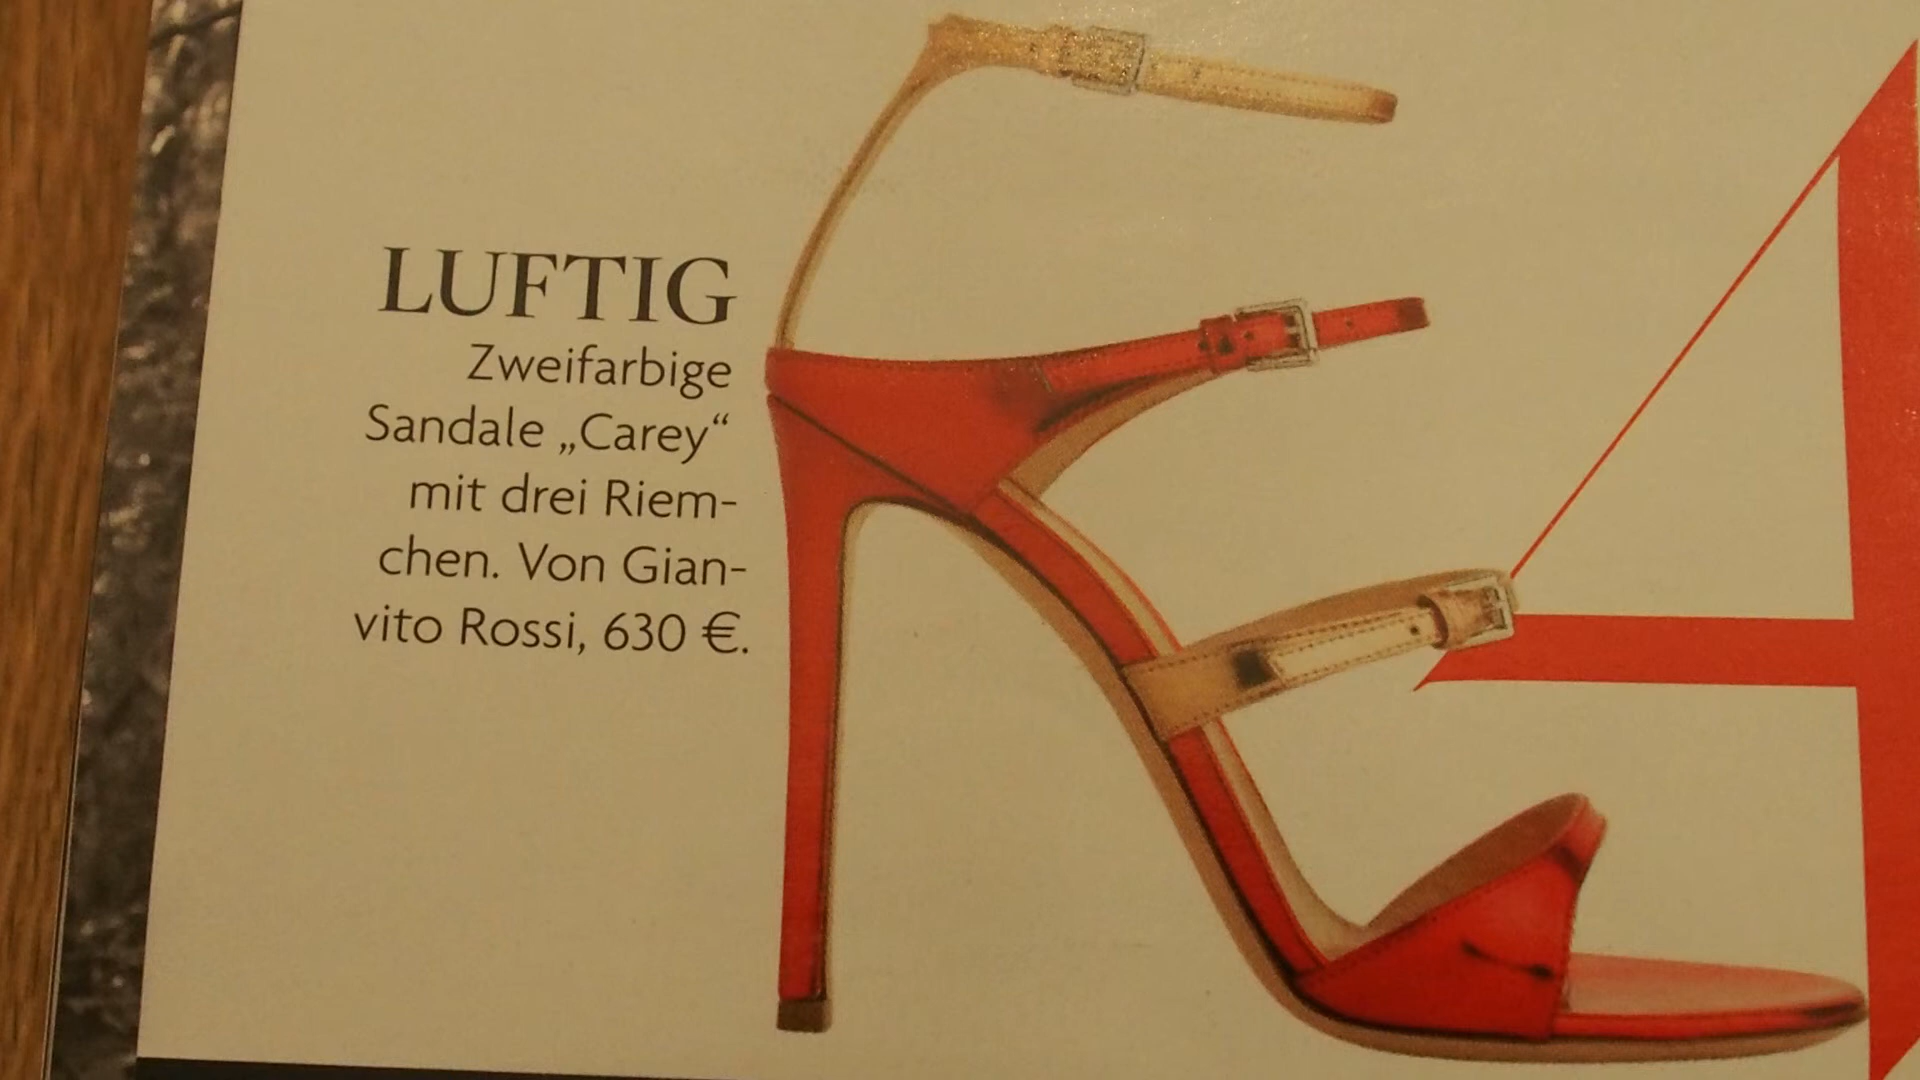 LUFTIG
Zweifarbige
Sandale „Carey“
mit drei Riem-
chen. Von Gian-
vito Rossi, 630 €.
A